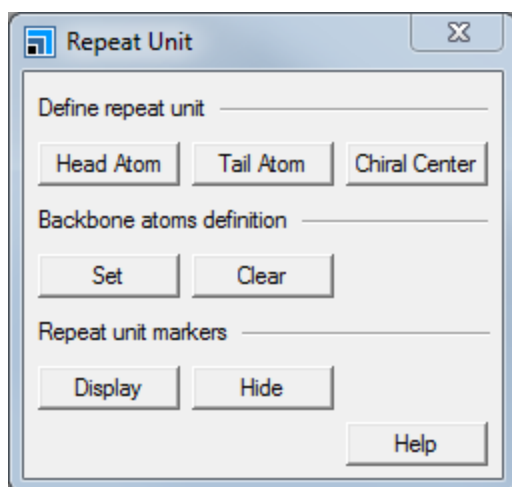 Repeat Unit
Define repeat unit
Head Atom Tail Atom Chiral Center
Backbone atoms definition
Set Clear
Repeat unit markers
Display Hide
Help